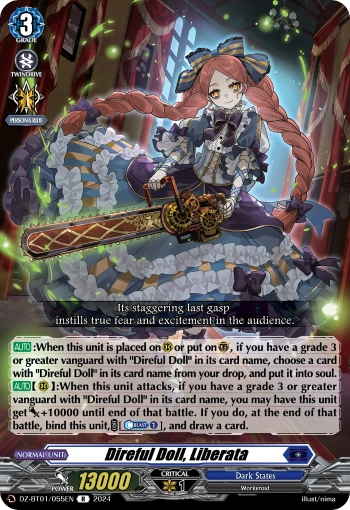 3
GRADE
TWINDRIVE
PERSONA RIDE
Its staggering last gasp
instills true fear and excitement in the audience.
AUTO:When this unit is placed on or put on , if you have a grade 3
or greater vanguard with "Direful Doll" in its card name, choose a card
with "Direful Doll" in its card name from your drop, and put it into soul.
AUTO【 】:When this unit attacks, if you have a grade 3 or greater
vanguard with "Direful Doll" in its card name, you may have this unit
get +10000 until end of battle. If you do, at the end of that
battle, bind this unit, [C BLAST 1], and draw a card.
NORMAL UNIT
Direful Doll, Liberata
POWER 13000
CRITICAL
1
Dark States
Workeroid
D DZ-BT01/055EN R 2024
illust/nima